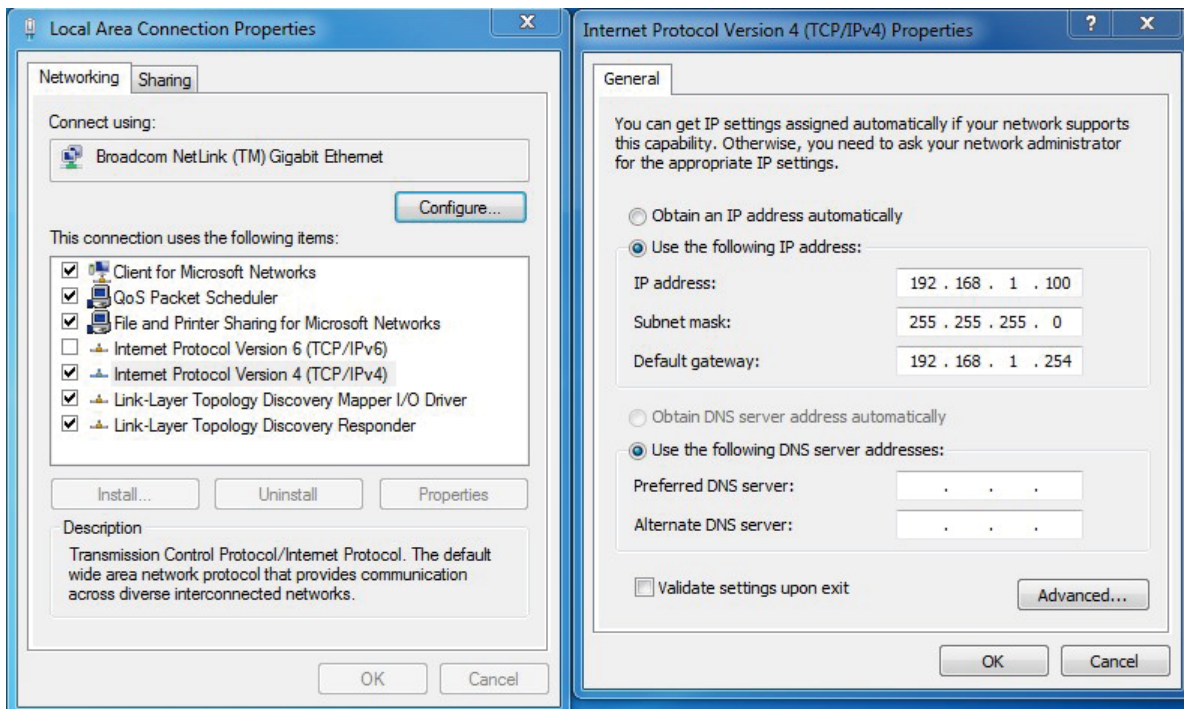 Local Area Connection Properties
X
Networking
Sharing
Connect using:
Broadcom NetLink (TM) Gigabit Ethernet
Configure...
This connection uses the following items:
Client for Microsoft Networks
QoS Packet Scheduler
File and Printer Sharing for Microsoft Networks
Internet Protocol Version 6 (TCP/IPv6)
Internet Protocol Version 4 (TCP/IPv4)
Link-Layer Topology Discovery Mapper I/O Driver
Link-Layer Topology Discovery Responder
Install...
Uninstall
Properties
Description
Transmission Control Protocol/Internet Protocol. The default
wide area network protocol that provides communication
across diverse interconnected networks.
OK
Cancel
Internet Protocol Version 4 (TCP/IPv4) Properties
?
X
General
You can get IP settings assigned automatically if your network supports
this capability. Otherwise, you need to ask your network administrator
for the appropriate IP settings.
Obtain an IP address automatically
Use the following IP address:
IP address: 192 . 168 . 1 . 100
Subnet mask: 255 . 255 . 255 . 0
Default gateway: 192 . 168 . 1 . 254
Obtain DNS server address automatically
Use the following DNS server addresses:
Preferred DNS server: . . .
Alternate DNS server: . . .
Validate settings upon exit
Advanced...
OK
Cancel